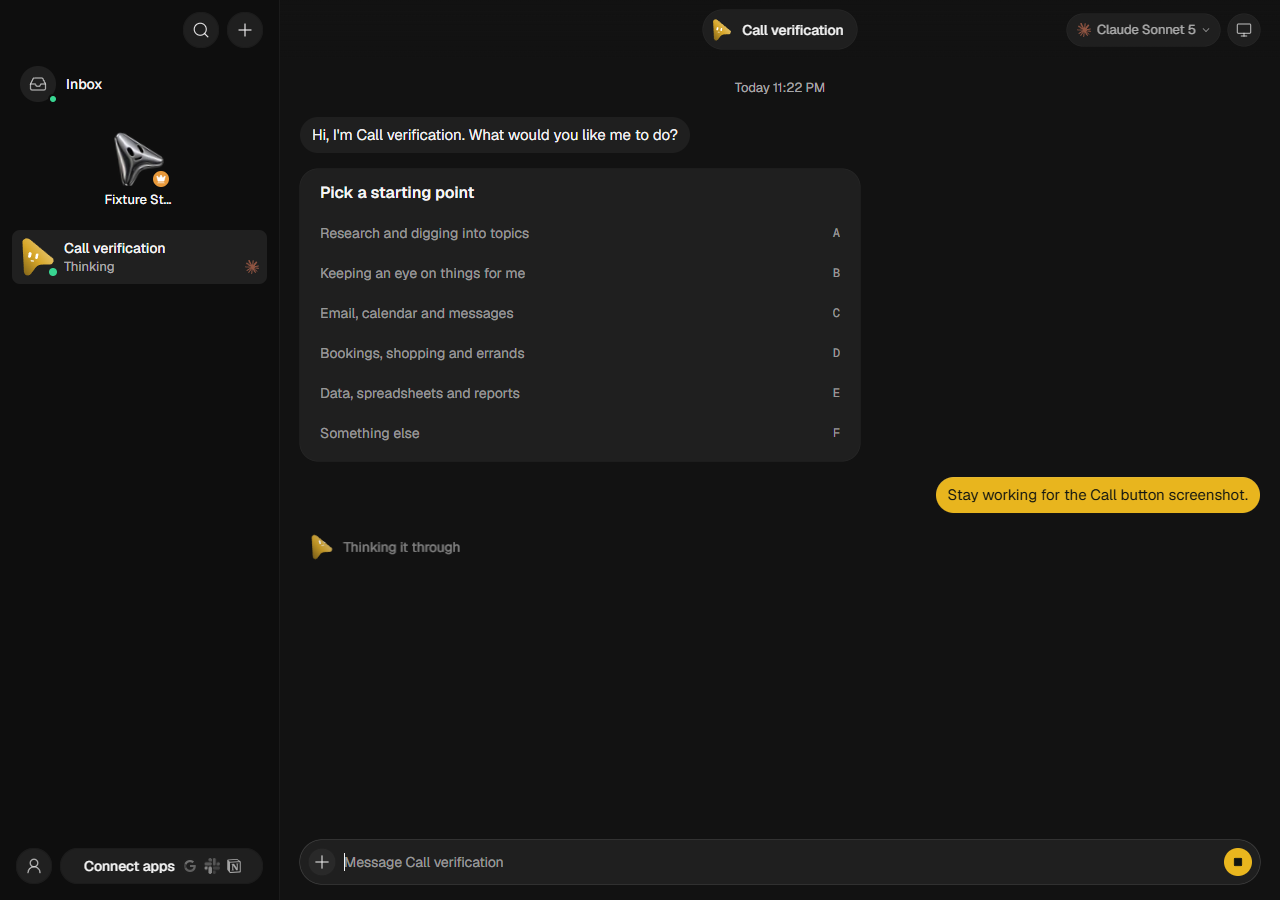 Inbox
Fixture St...
Call verification
Thinking
Connect apps
Call verification
Claude Sonnet 5
Today 11:22 PM
Hi, I'm Call verification. What would you like me to do?
Pick a starting point
Research and digging into topics A
Keeping an eye on things for me B
Email, calendar and messages C
Bookings, shopping and errands D
Data, spreadsheets and reports E
Something else F
Stay working for the Call button screenshot.
Thinking it through
Message Call verification